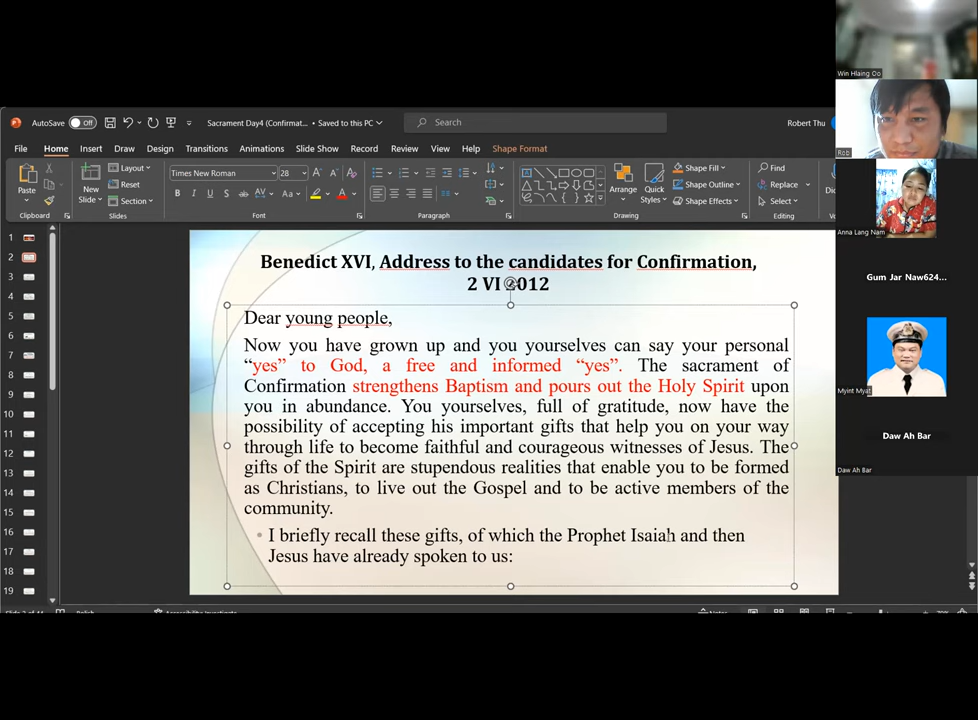 Win Hlaing Oo
AutoSave Off Sacrament Day4 (Confirmat... • Saved to this PC Search Robert Thu
File Home Insert Draw Design Transitions Animations Slide Show Record Review View Help Shape Format
Rob
Paste
New
Slide
Layout
Reset
Section
Times New Roman 28
B I U S ab AV Aa A
Arrange
Quick
Styles
Shape Fill
Shape Outline
Shape Effects
Find
Replace
Select
Clipboard Slides Font Paragraph Drawing Editing
Anna Lang Nam
Gum Jar Naw624...
Myint Myat
Daw Ah Bar
Daw Ah Bar
1
2
3
4
5
6
7
8
9
10
11
12
13
14
15
16
17
18
19
Benedict XVI, Address to the candidates for Confirmation,
2 VI 2012
Dear young people,
Now you have grown up and you yourselves can say your personal
“yes” to God, a free and informed “yes”. The sacrament of
Confirmation strengthens Baptism and pours out the Holy Spirit upon
you in abundance. You yourselves, full of gratitude, now have the
possibility of accepting his important gifts that help you on your way
through life to become faithful and courageous witnesses of Jesus. The
gifts of the Spirit are stupendous realities that enable you to be formed
as Christians, to live out the Gospel and to be active members of the
community.
• I briefly recall these gifts, of which the Prophet Isaiah and then
Jesus have already spoken to us: